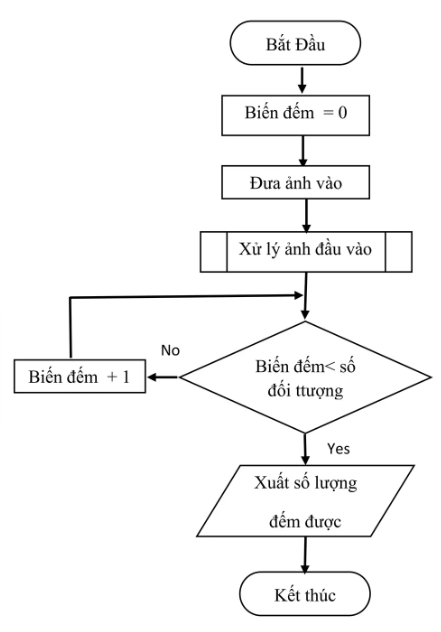 Bắt Đầu
Biến đếm = 0
Đưa ảnh vào
Xử lý ảnh đầu vào
No
Biến đếm< số
đối ttượng
Biến đếm + 1
Yes
Xuất số lượng
đếm được
Kết thúc